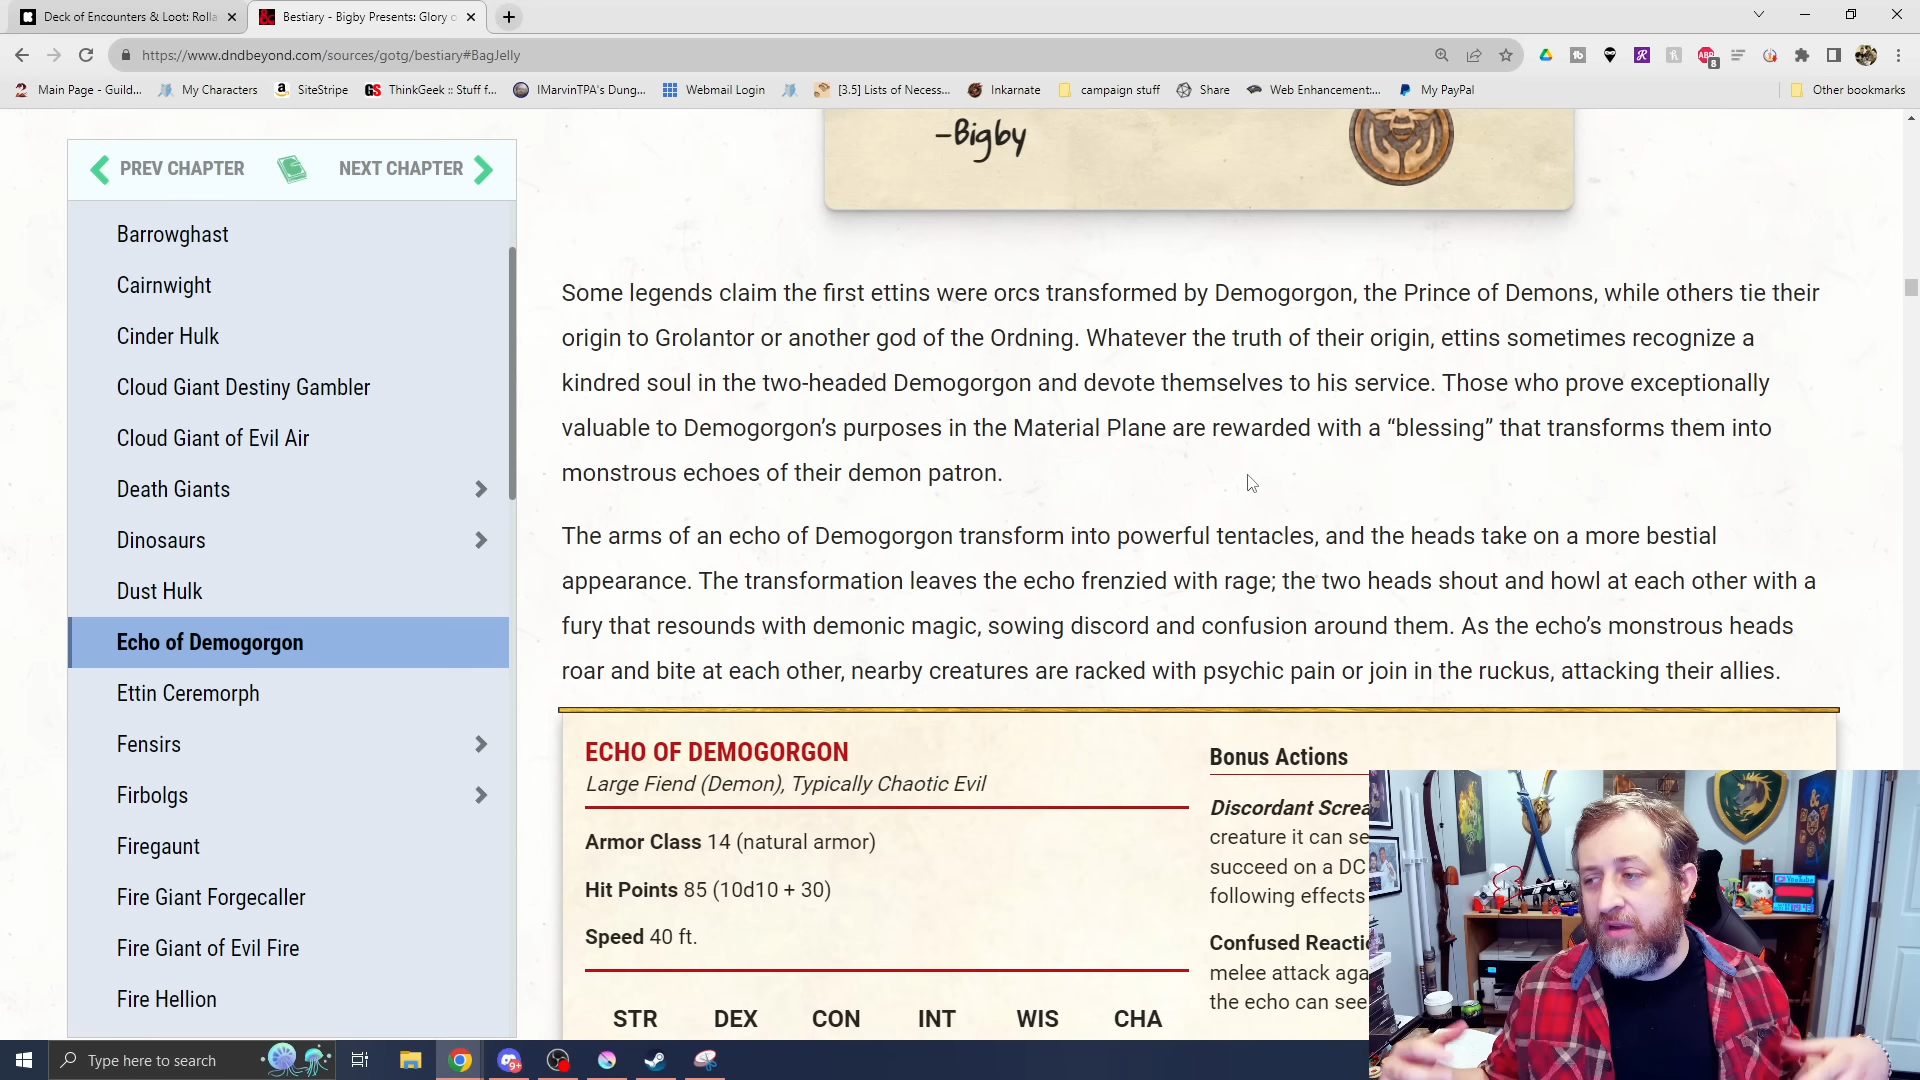 Deck of Encounters & Loot: Rolla
Bestiary - Bigby Presents: Glory o
https://www.dndbeyond.com/sources/gotg/bestiary#BagJelly
ABP
8
Main Page - Guild...
My Characters
SiteStripe
ThinkGeek :: Stuff f...
IMarvinTPA's Dung...
Webmail Login
[3.5] Lists of Necess...
Inkarnate
campaign stuff
Share
Web Enhancement:...
My PayPal
Other bookmarks
PREV CHAPTER
NEXT CHAPTER
Barrowghast
Cairnwight
Cinder Hulk
Cloud Giant Destiny Gambler
Cloud Giant of Evil Air
Death Giants
Dinosaurs
Dust Hulk
Echo of Demogorgon
Ettin Ceremorph
Fensirs
Firbolgs
Firegaunt
Fire Giant Forgecaller
Fire Giant of Evil Fire
Fire Hellion
–Bigby
Some legends claim the first ettins were orcs transformed by Demogorgon, the Prince of Demons, while others tie their
origin to Grolantor or another god of the Ordning. Whatever the truth of their origin, ettins sometimes recognize a
kindred soul in the two-headed Demogorgon and devote themselves to his service. Those who prove exceptionally
valuable to Demogorgon’s purposes in the Material Plane are rewarded with a “blessing” that transforms them into
monstrous echoes of their demon patron.
The arms of an echo of Demogorgon transform into powerful tentacles, and the heads take on a more bestial
appearance. The transformation leaves the echo frenzied with rage; the two heads shout and howl at each other with a
fury that resounds with demonic magic, sowing discord and confusion around them. As the echo’s monstrous heads
roar and bite at each other, nearby creatures are racked with psychic pain or join in the ruckus, attacking their allies.
ECHO OF DEMOGORGON
Large Fiend (Demon), Typically Chaotic Evil
Armor Class 14 (natural armor)
Hit Points 85 (10d10 + 30)
Speed 40 ft.
STR DEX CON INT WIS CHA
Bonus Actions
Discordant Screa
creature it can se
succeed on a DC
following effects
Confused Reacti
melee attack aga
the echo can see
Type here to search
9+